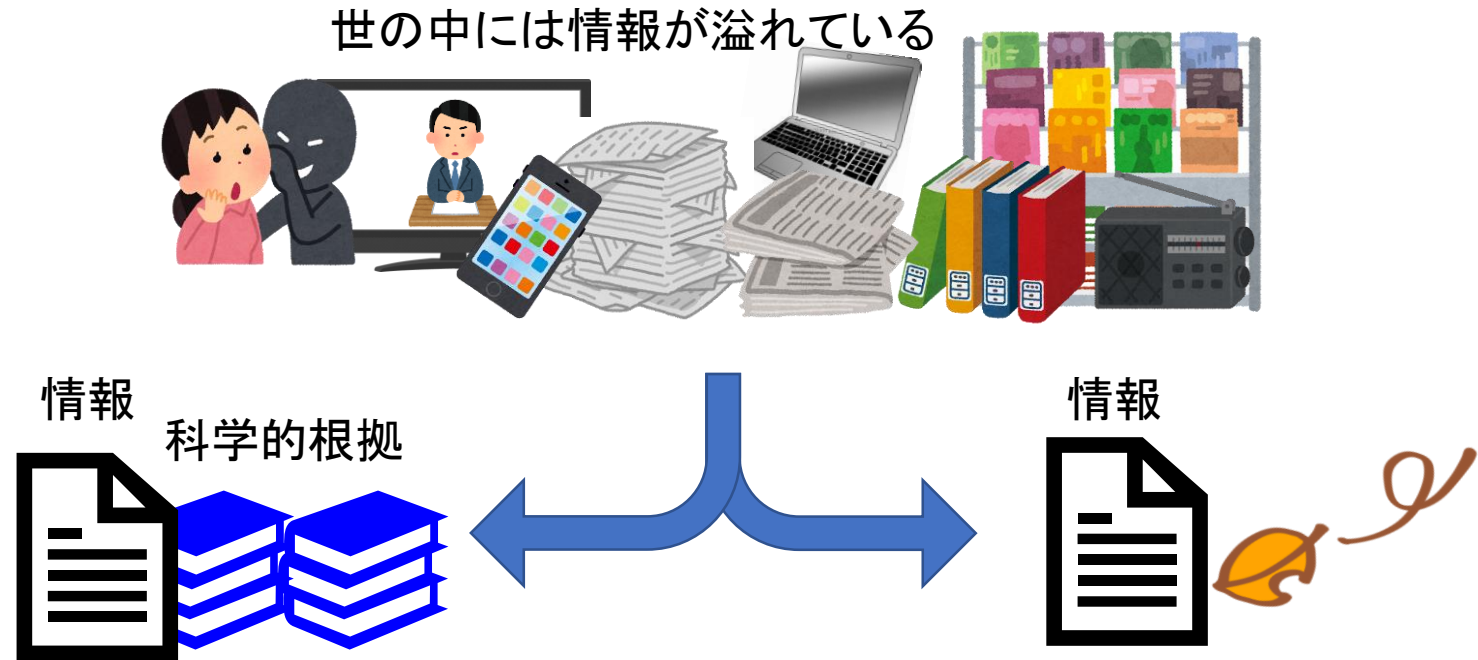 世の中には情報が溢れている
情報
科学的根拠
情報